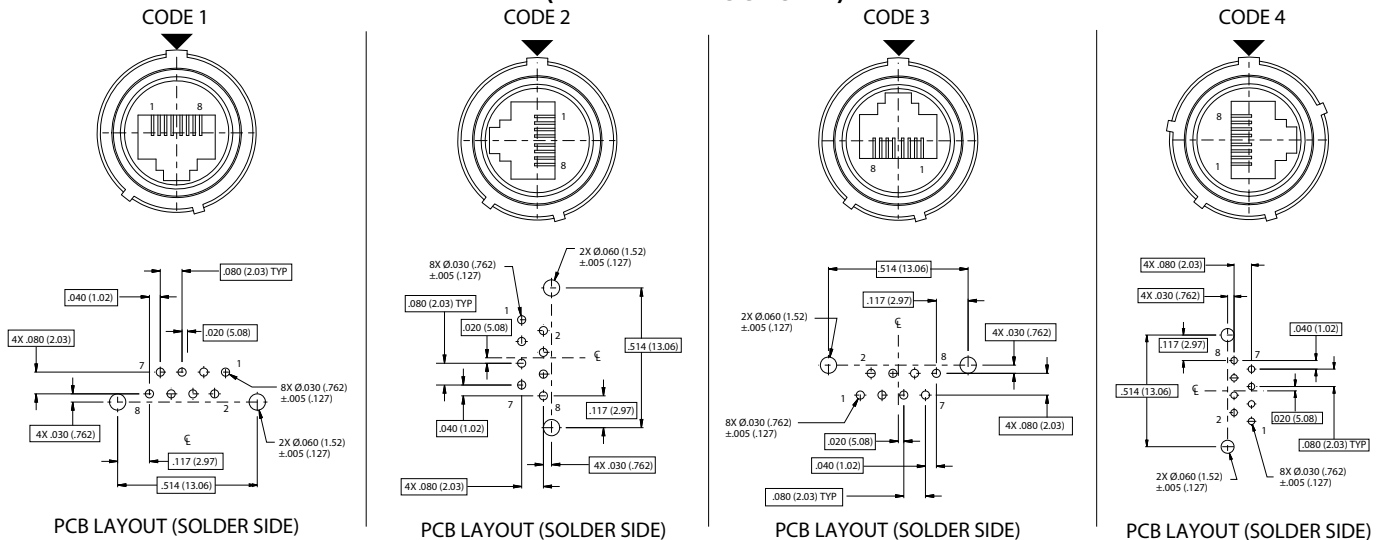 CODE 1
1 8
.080 (2.03) TYP
.040 (1.02)
.020 (5.08)
4X .080 (2.03)
7 1
8X Ø.030 (.762)
±.005 (.127)
8 2
4X .030 (.762)
2X Ø.060 (1.52)
±.005 (.127)
℄
.117 (2.97)
.514 (13.06)
PCB LAYOUT (SOLDER SIDE)
CODE 2
1
8
2X Ø.060 (1.52)
±.005 (.127)
8X Ø.030 (.762)
±.005 (.127)
.080 (2.03) TYP
1
.020 (5.08)
2
.514 (13.06)
℄
7 8
.117 (2.97)
.040 (1.02)
4X .030 (.762)
4X .080 (2.03)
PCB LAYOUT (SOLDER SIDE)
CODE 3
8 1
.514 (13.06)
.117 (2.97)
2X Ø.060 (1.52)
±.005 (.127)
℄
4X .030 (.762)
2 8
1 7
8X Ø.030 (.762)
±.005 (.127)
4X .080 (2.03)
.020 (5.08)
.040 (1.02)
.080 (2.03) TYP
PCB LAYOUT (SOLDER SIDE)
CODE 4
8
1
4X .080 (2.03)
4X .030 (.762)
.040 (1.02)
.117 (2.97)
8 7
.514 (13.06)
℄
.020 (5.08)
2 1
.080 (2.03) TYP
2X Ø.060 (1.52)
±.005 (.127)
8X Ø.030 (.762)
±.005 (.127)
PCB LAYOUT (SOLDER SIDE)